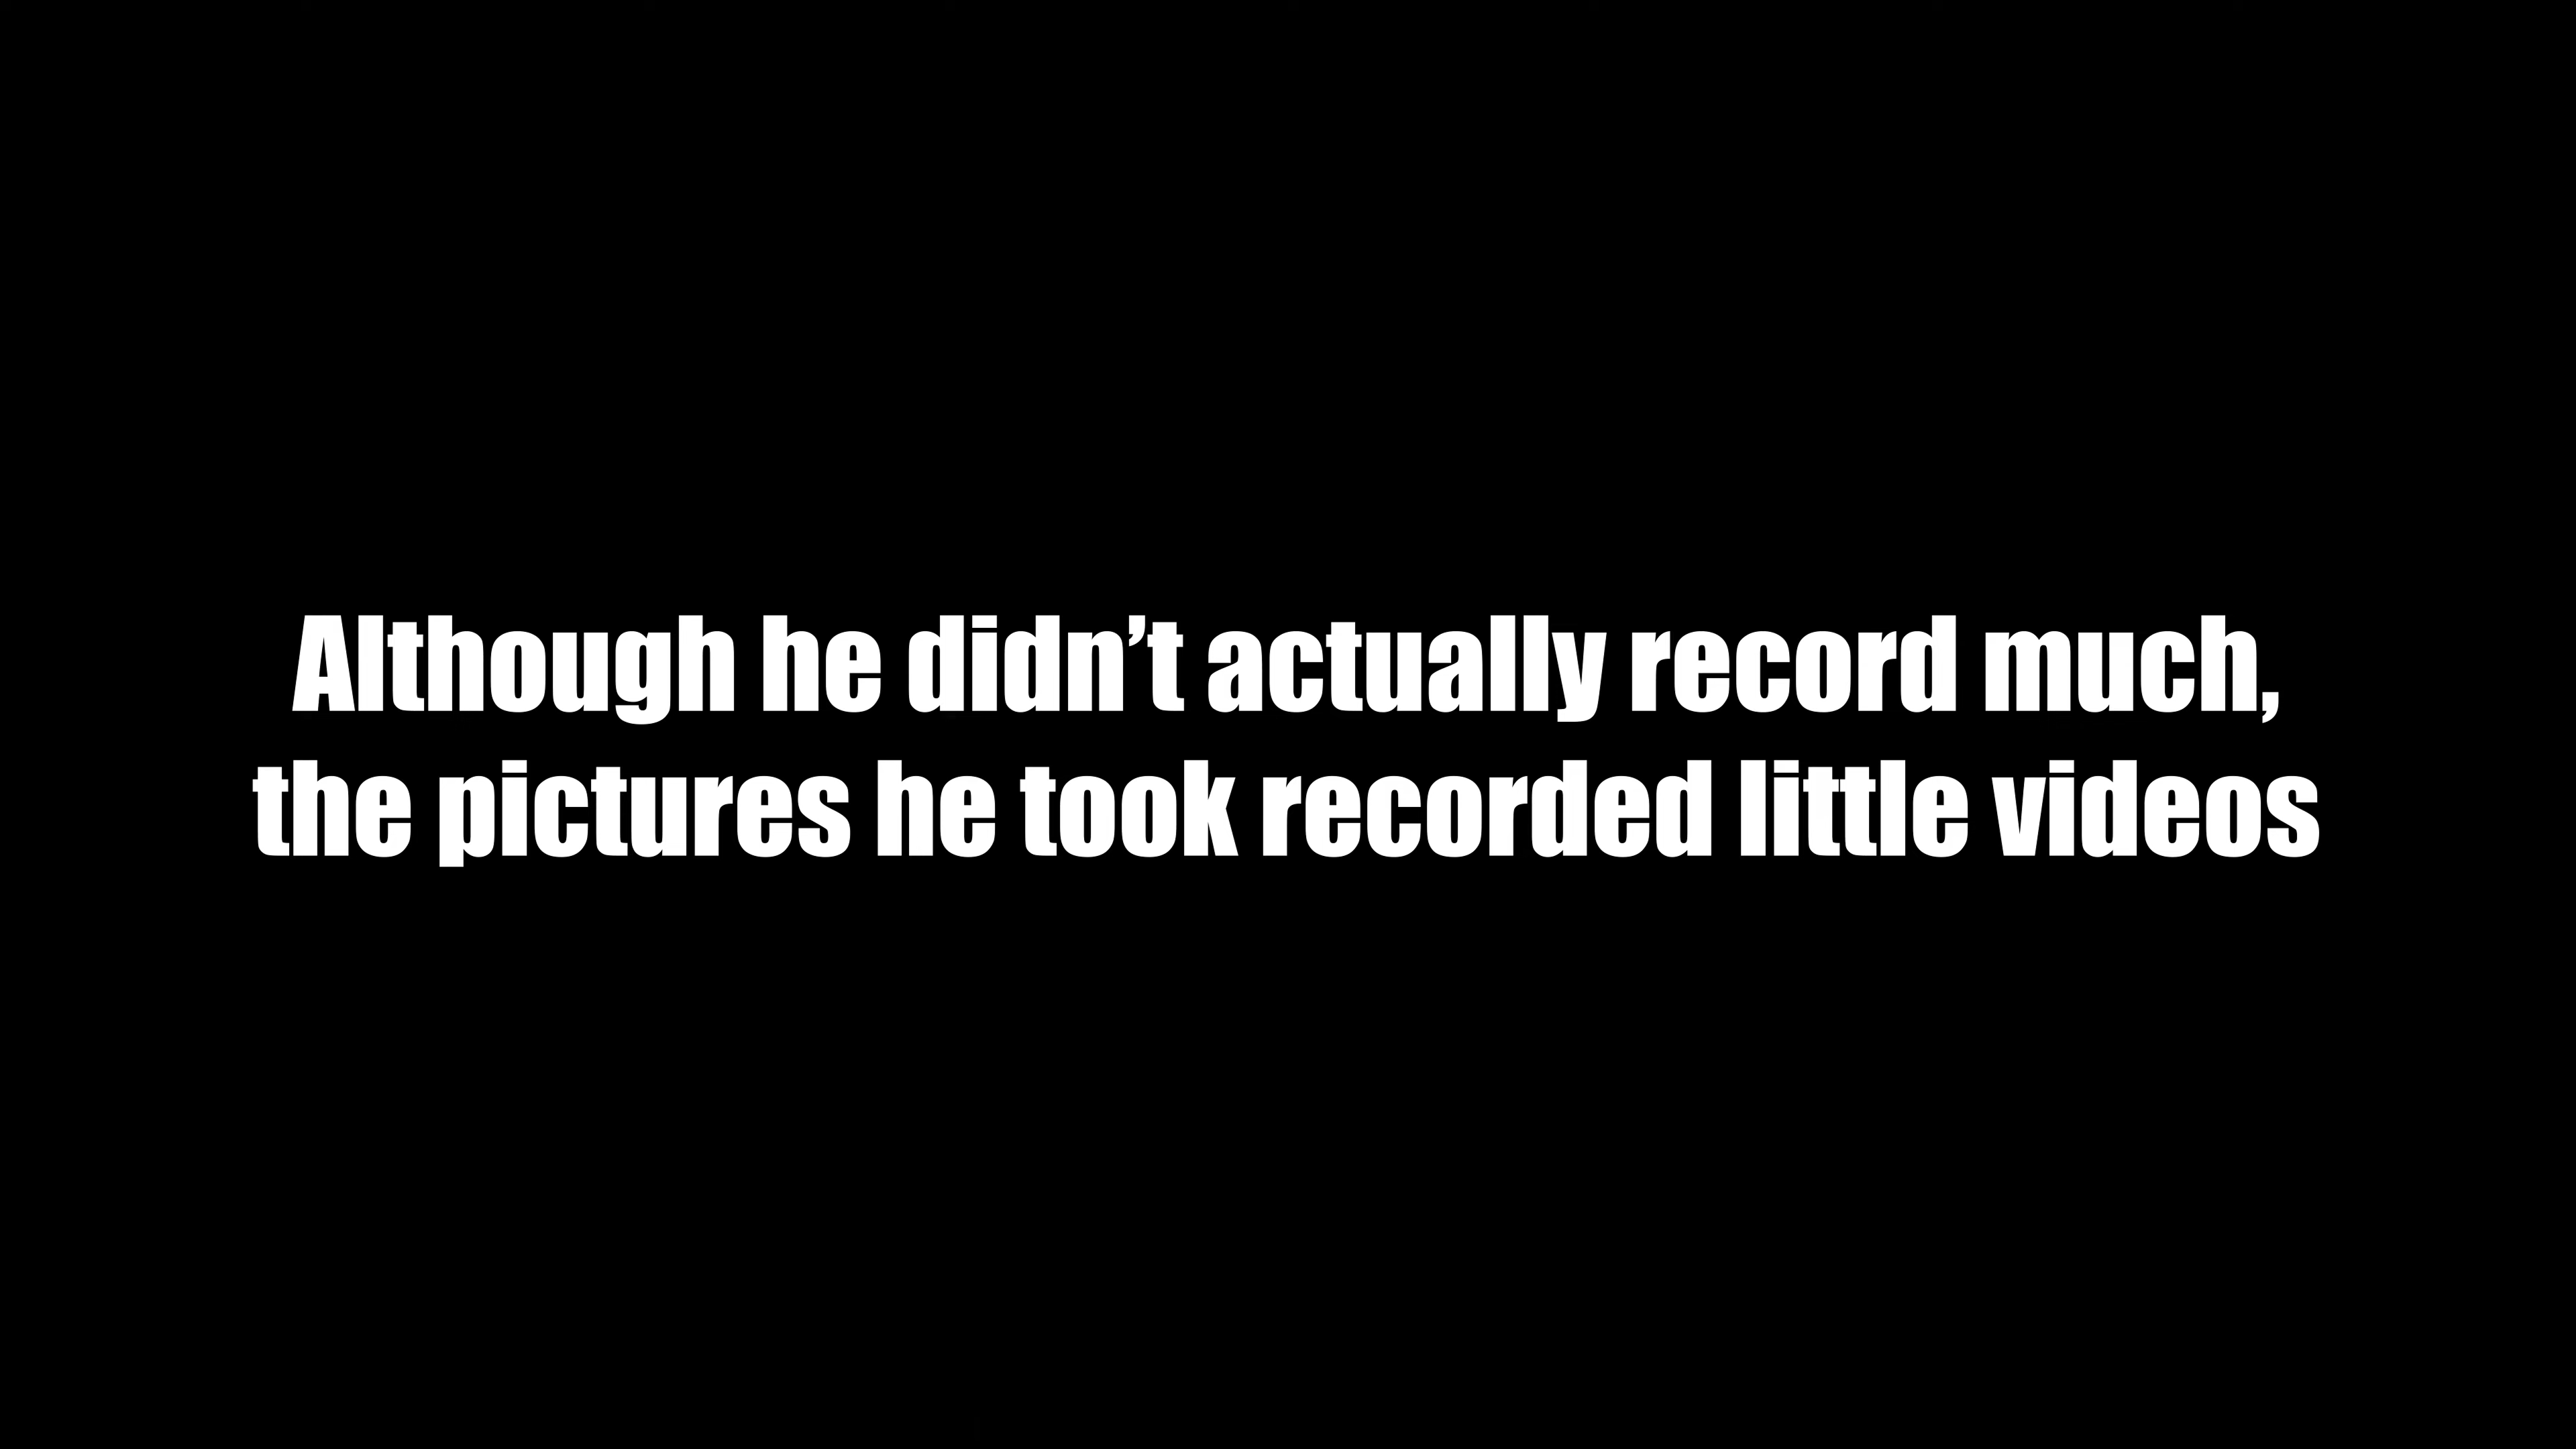 Although he didn’t actually record much,
the pictures he took recorded little videos